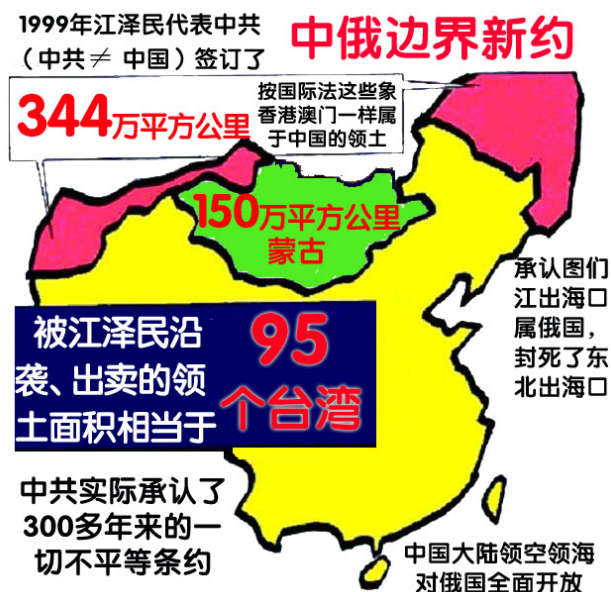 1999年江泽民代表中共
（中共≠ 中国）签订了
中俄边界新约
344万平方公里
按国际法这些象
香港澳门一样属
于中国的领土
150万平方公里
蒙古
承认图们
江出海口
属俄国，
封死了东
北出海口
被江泽民沿
袭、出卖的领
土面积相当于
95
个台湾
中共实际承认了
300多年来的一
切不平等条约
中国大陆领空领海
对俄国全面开放